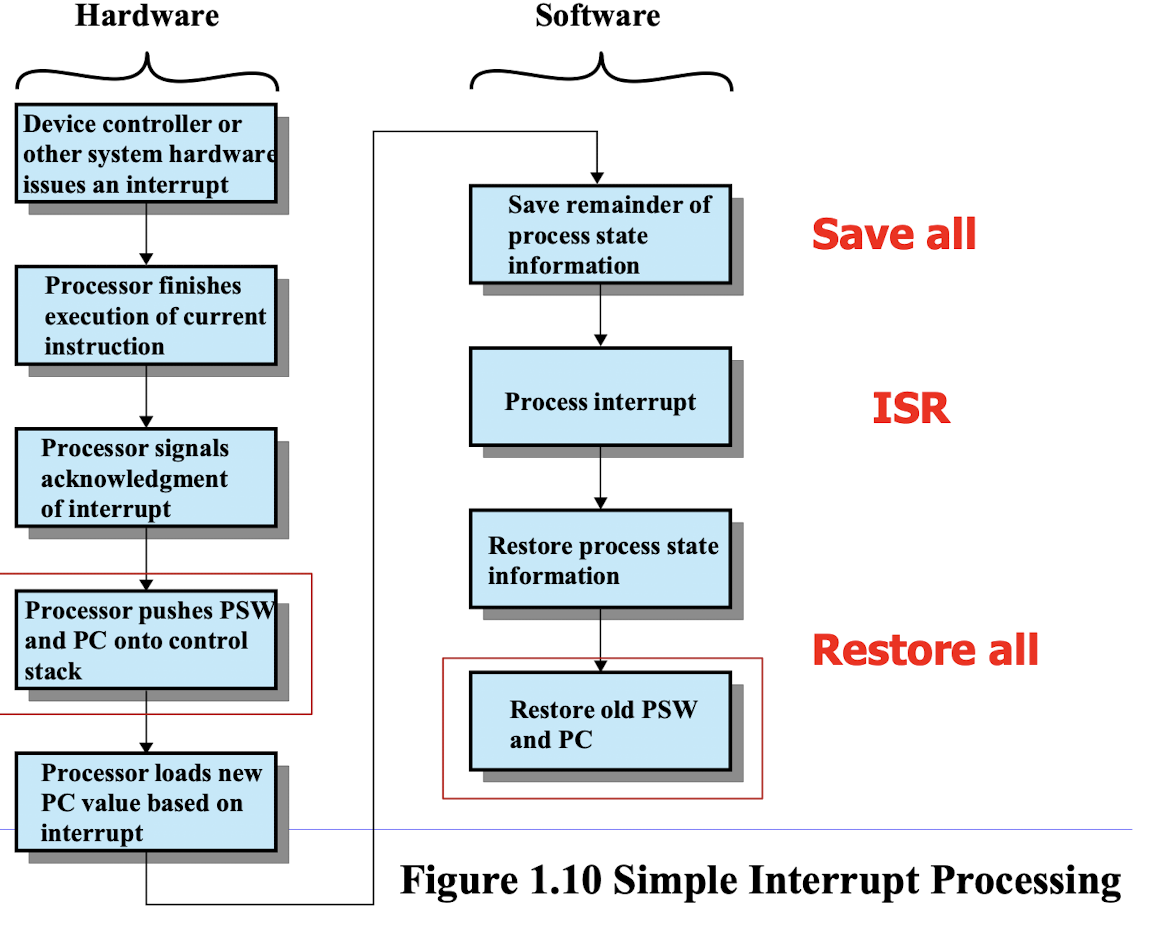 Hardware
Device controller or
other system hardware
issues an interrupt
Processor finishes
execution of current
instruction
Processor signals
acknowledgment
of interrupt
Processor pushes PSW
and PC onto control
stack
Processor loads new
PC value based on
interrupt
Software
Save remainder of
process state
information
Save all
Process interrupt
ISR
Restore process state
information
Restore all
Restore old PSW
and PC
Figure 1.10 Simple Interrupt Processing